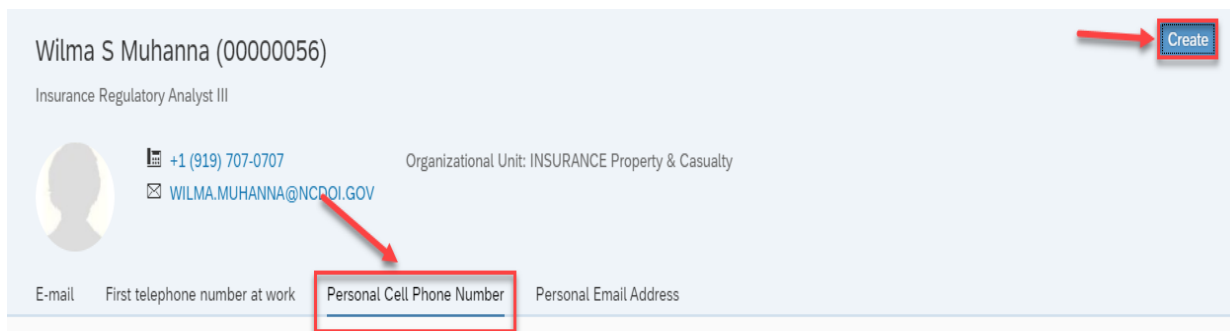 Wilma S Muhanna (00000056)
Create
Insurance Regulatory Analyst III
+1 (919) 707-0707 Organizational Unit: INSURANCE Property & Casualty
WILMA.MUHANNA@NCDOI.GOV
E-mail First telephone number at work Personal Cell Phone Number Personal Email Address